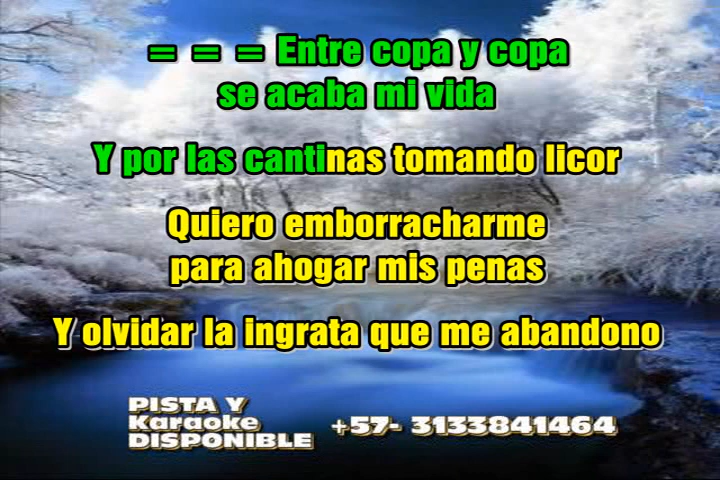 = = = Entre copa y copa
se acaba mi vida
Y por las cantinas tomando licor
Quiero emborracharme
para ahogar mis penas
Y olvidar la ingrata que me abandono
PISTA Y
Karaoke
DISPONIBLE
+57- 3133841464